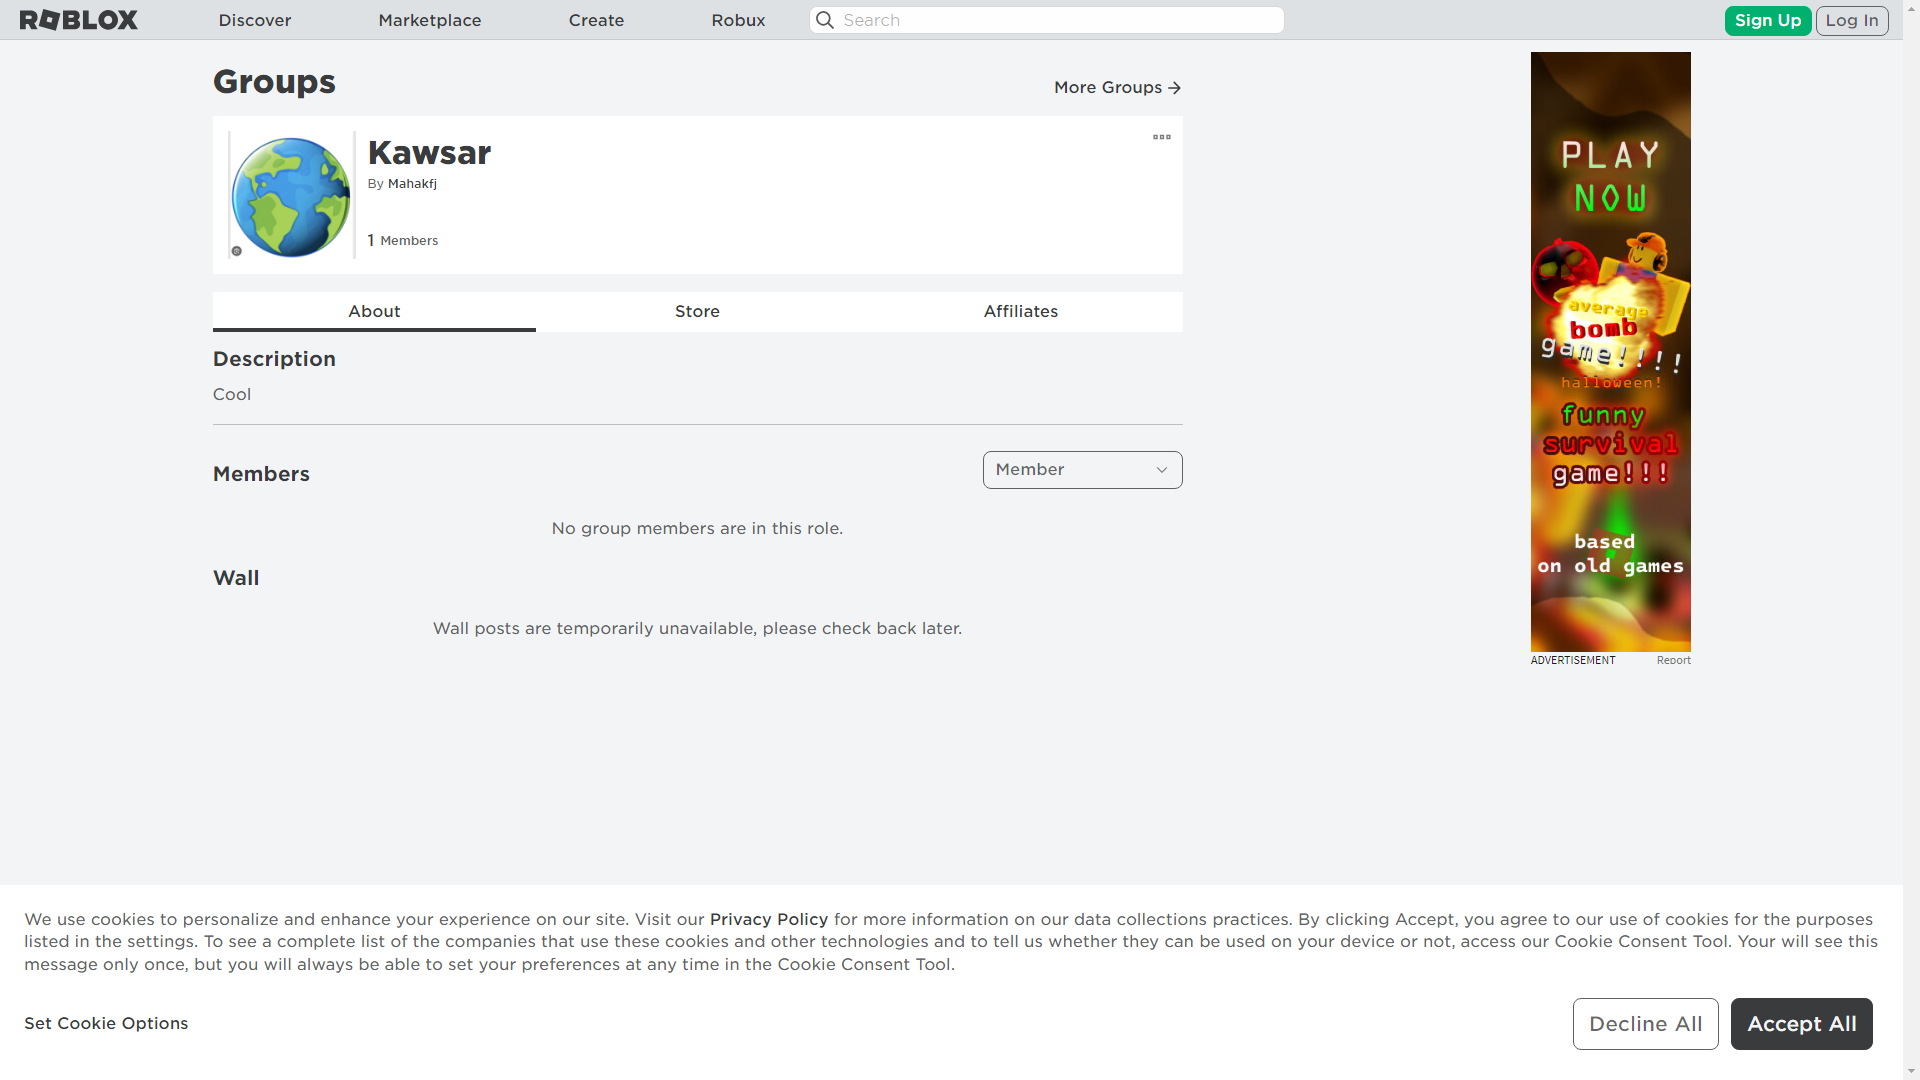 ROBLOX
Discover
Marketplace
Create
Robux
Search
Sign Up
Log In
Groups
More Groups
Kawsar
By Mahakfj
1 Members
About
Store
Affiliates
Description
Cool
Members
Member
No group members are in this role.
Wall
Wall posts are temporarily unavailable, please check back later.
PLAY
NOW
average
bomb
game!!!!
halloween!
funny
survival
game!!!
based
on old games
ADVERTISEMENT
Report
We use cookies to personalize and enhance your experience on our site. Visit our Privacy Policy for more information on our data collections practices. By clicking Accept, you agree to our use of cookies for the purposes
listed in the settings. To see a complete list of the companies that use these cookies and other technologies and to tell us whether they can be used on your device or not, access our Cookie Consent Tool. Your will see this
message only once, but you will always be able to set your preferences at any time in the Cookie Consent Tool.
Set Cookie Options
Decline All
Accept All